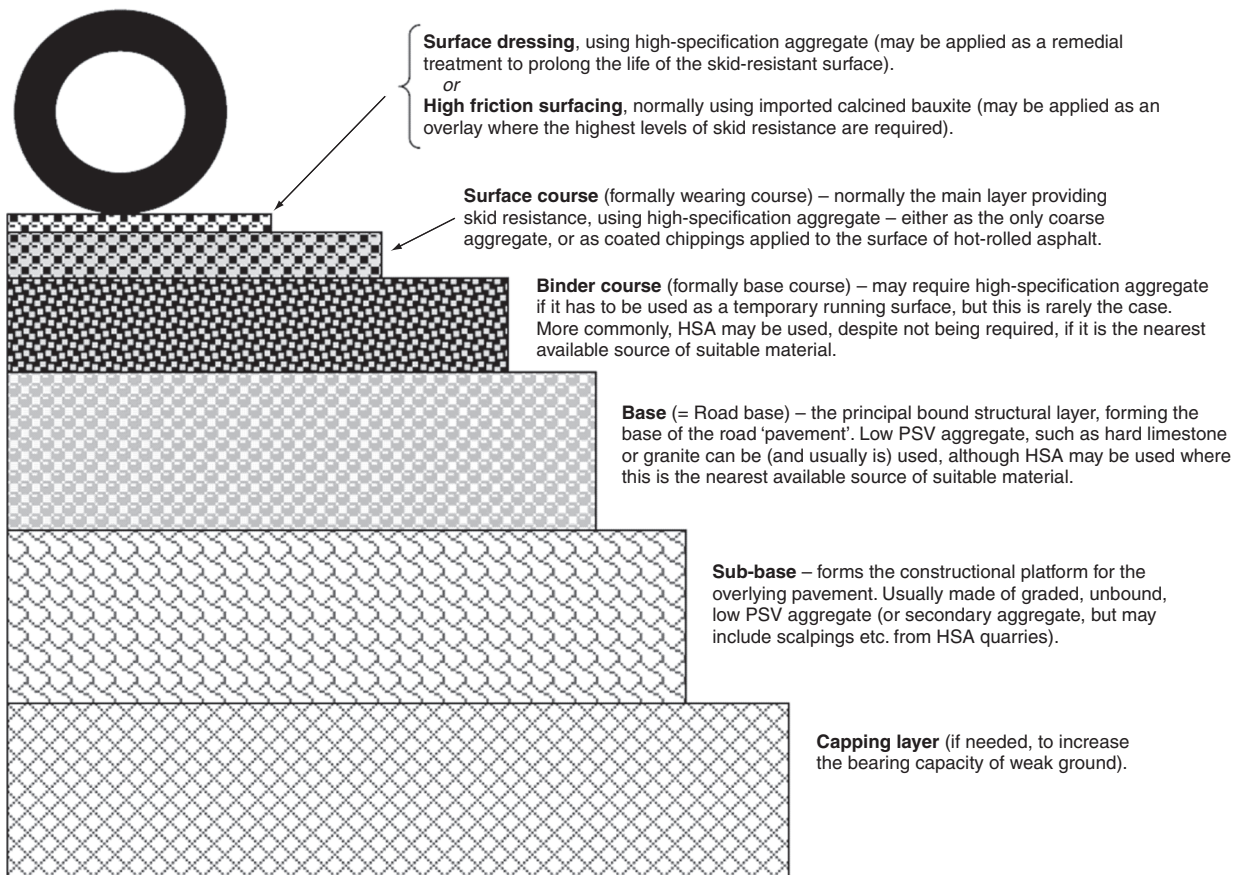 Surface dressing, using high-specification aggregate (may be applied as a remedial
treatment to prolong the life of the skid-resistant surface).
or
High friction surfacing, normally using imported calcined bauxite (may be applied as an
overlay where the highest levels of skid resistance are required).
Surface course (formally wearing course) – normally the main layer providing
skid resistance, using high-specification aggregate – either as the only coarse
aggregate, or as coated chippings applied to the surface of hot-rolled asphalt.
Binder course (formally base course) – may require high-specification aggregate
if it has to be used as a temporary running surface, but this is rarely the case.
More commonly, HSA may be used, despite not being required, if it is the nearest
available source of suitable material.
Base (= Road base) – the principal bound structural layer, forming the
base of the road ‘pavement’. Low PSV aggregate, such as hard limestone
or granite can be (and usually is) used, although HSA may be used where
this is the nearest available source of suitable material.
Sub-base – forms the constructional platform for the
overlying pavement. Usually made of graded, unbound,
low PSV aggregate (or secondary aggregate, but may
include scalpings etc. from HSA quarries).
Capping layer (if needed, to increase
the bearing capacity of weak ground).